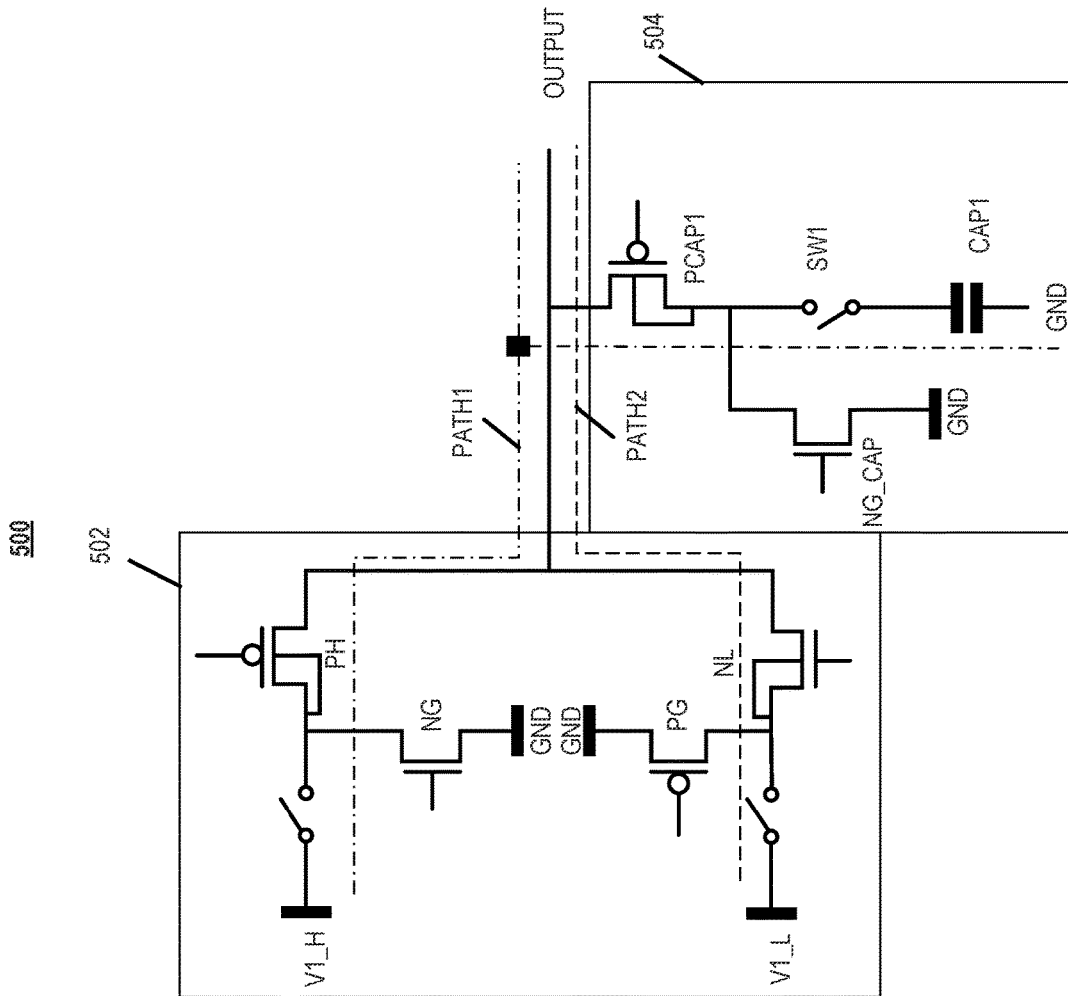 500
502
V1_H
PH
NG
GND
GND
PG
NL
V1_L
PATH1
PATH2
OUTPUT
504
PCAP1
SW1
CAP1
GND
NG_CAP
GND